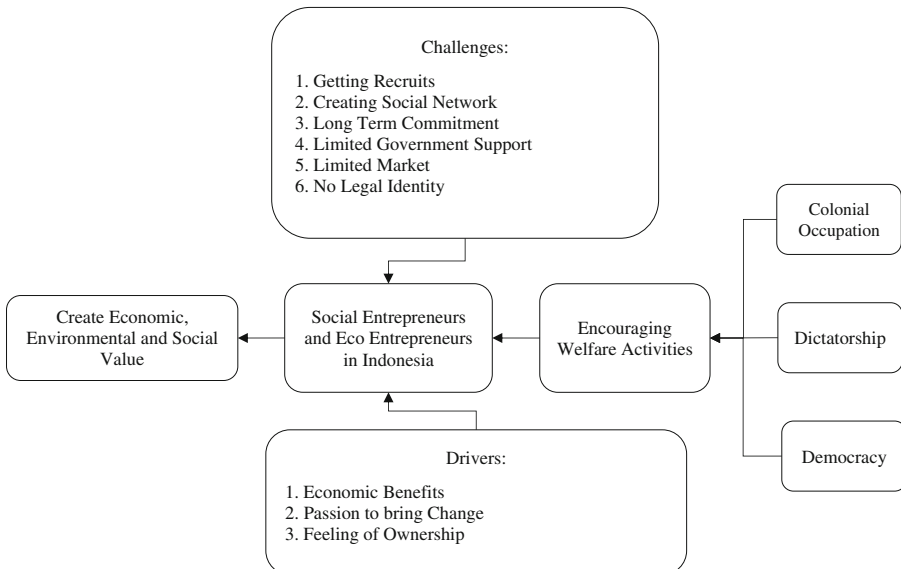 Challenges:
1. Getting Recruits
2. Creating Social Network
3. Long Term Commitment
4. Limited Government Support
5. Limited Market
6. No Legal Identity
Colonial
Occupation
Create Economic,
Environmental and Social
Value
Social Entrepreneurs
and Eco Entrepreneurs
in Indonesia
Encouraging
Welfare Activities
Dictatorship
Democracy
Drivers:
1. Economic Benefits
2. Passion to bring Change
3. Feeling of Ownership